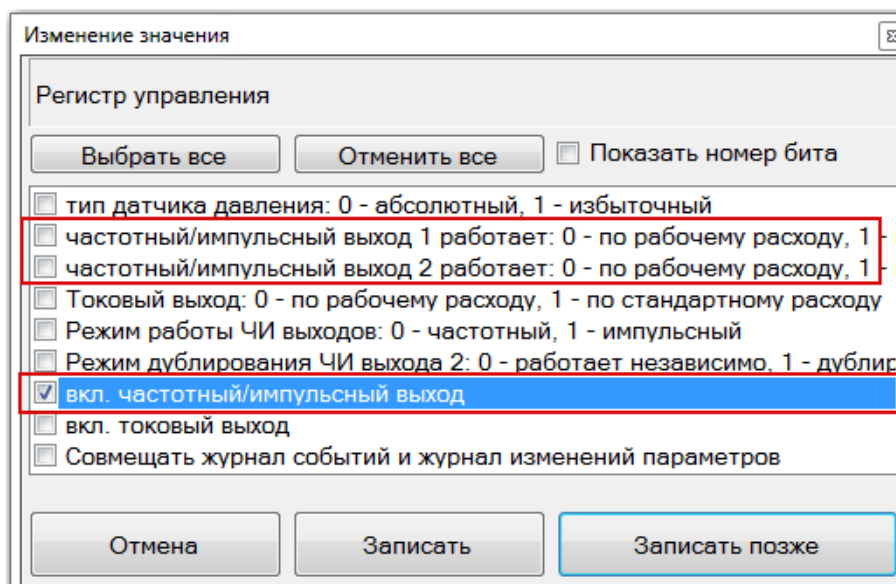 Изменение значения
Регистр управления
Выбрать все Отменить все Показать номер бита
тип датчика давления: 0 - абсолютный, 1 - избыточный
частотный/импульсный выход 1 работает: 0 - по рабочему расходу, 1 -
частотный/импульсный выход 2 работает: 0 - по рабочему расходу, 1 -
Токовый выход: 0 - по рабочему расходу, 1 - по стандартному расходу
Режим работы ЧИ выходов: 0 - частотный, 1 - импульсный
Режим дублирования ЧИ выхода 2: 0 - работает независимо, 1 - дублир
вкл. частотный/импульсный выход
вкл. токовый выход
Совмещать журнал событий и журнал изменений параметров
Отмена Записать Записать позже